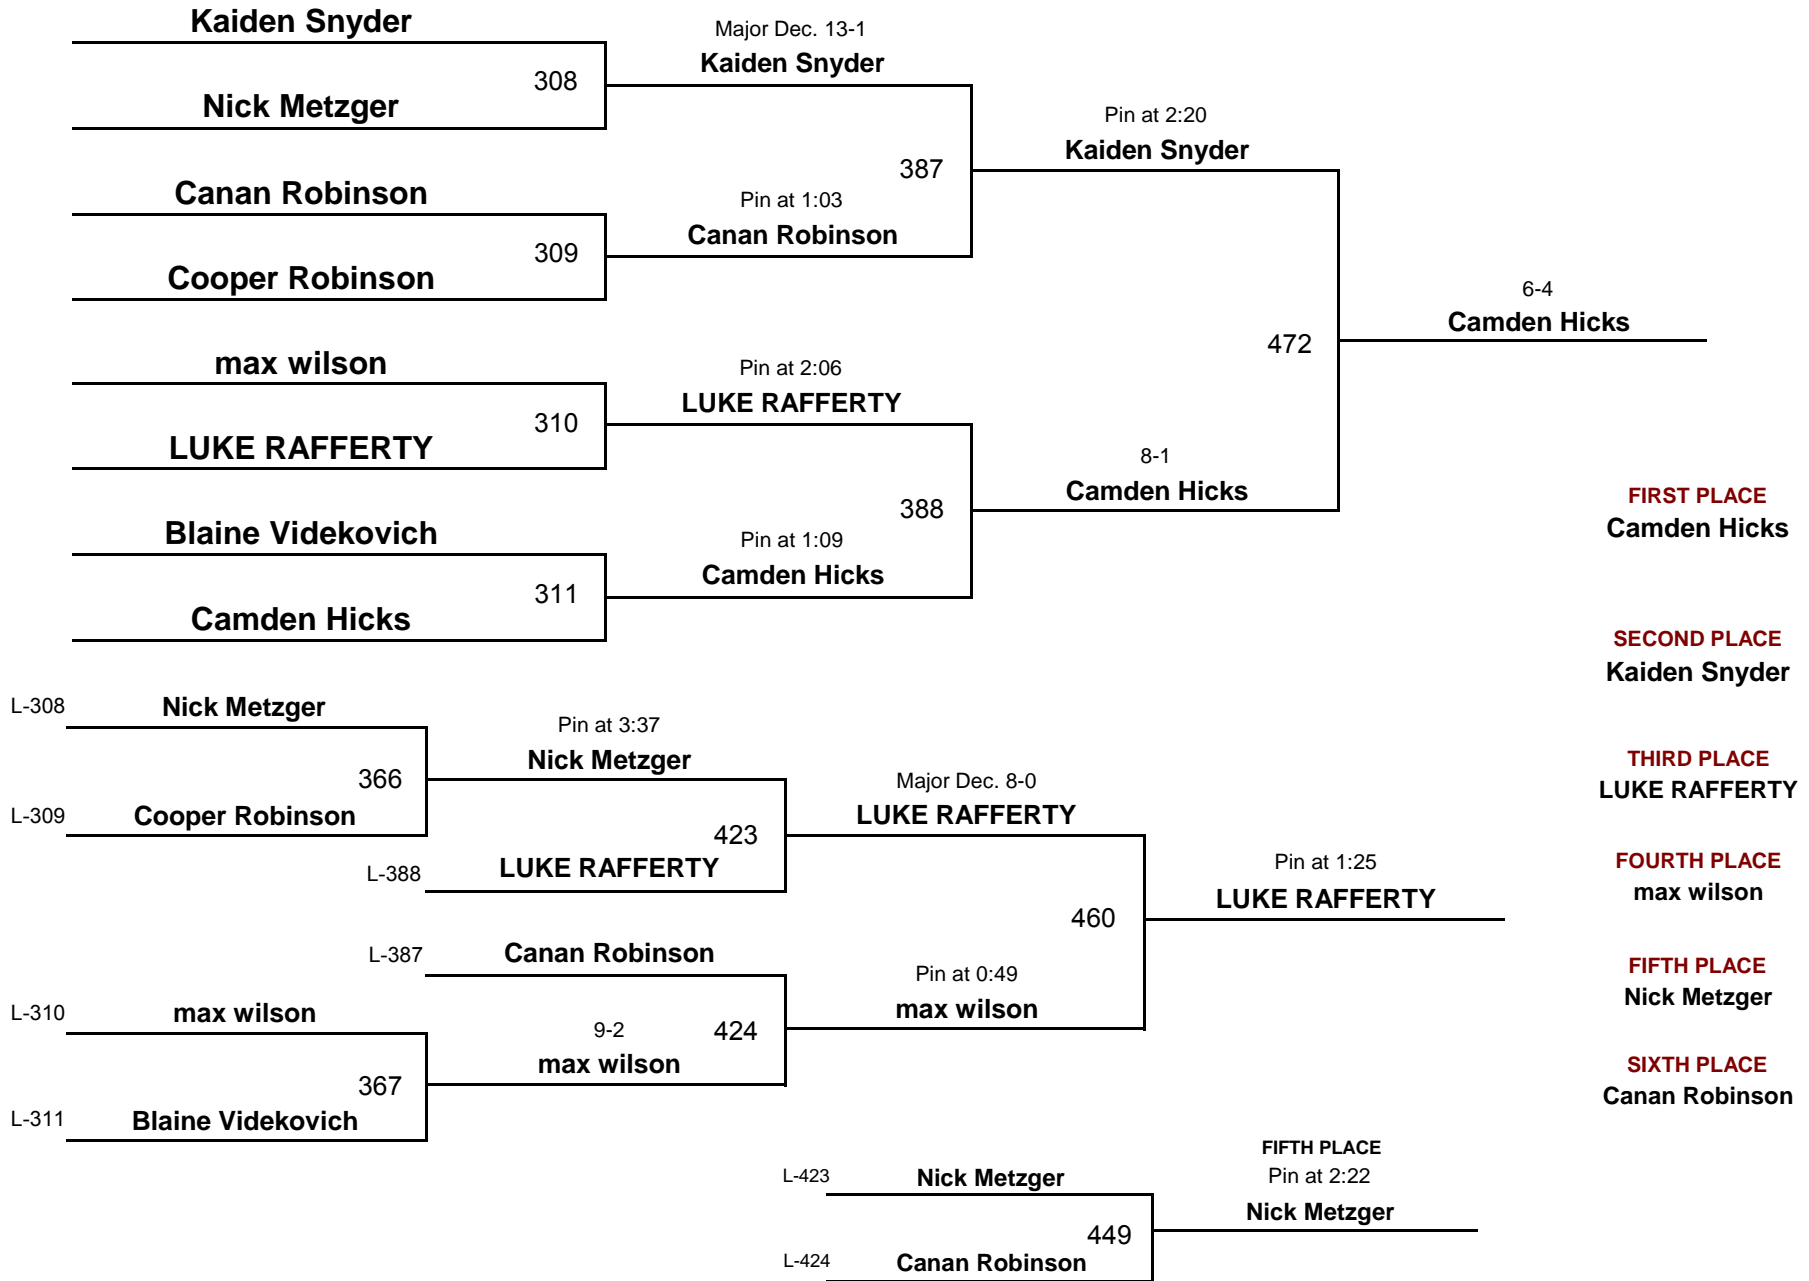 Kaiden Snyder
308
Nick Metzger
Canan Robinson
309
Cooper Robinson
max wilson
310
LUKE RAFFERTY
Blaine Videkovich
311
Camden Hicks
Major Dec. 13-1
Kaiden Snyder
387
Pin at 1:03
Canan Robinson
Pin at 2:06
LUKE RAFFERTY
388
Pin at 1:09
Camden Hicks
Pin at 2:20
Kaiden Snyder
472
8-1
Camden Hicks
6-4
Camden Hicks
FIRST PLACE
Camden Hicks
SECOND PLACE
Kaiden Snyder
THIRD PLACE
LUKE RAFFERTY
FOURTH PLACE
max wilson
FIFTH PLACE
Nick Metzger
SIXTH PLACE
Canan Robinson
L-308 Nick Metzger
366
L-309 Cooper Robinson
Pin at 3:37
Nick Metzger
423
L-388 LUKE RAFFERTY
L-387 Canan Robinson
L-310 max wilson
367
L-311 Blaine Videkovich
9-2
424
max wilson
Major Dec. 8-0
LUKE RAFFERTY
460
Pin at 0:49
max wilson
Pin at 1:25
LUKE RAFFERTY
L-423 Nick Metzger
449
L-424 Canan Robinson
FIFTH PLACE
Pin at 2:22
Nick Metzger